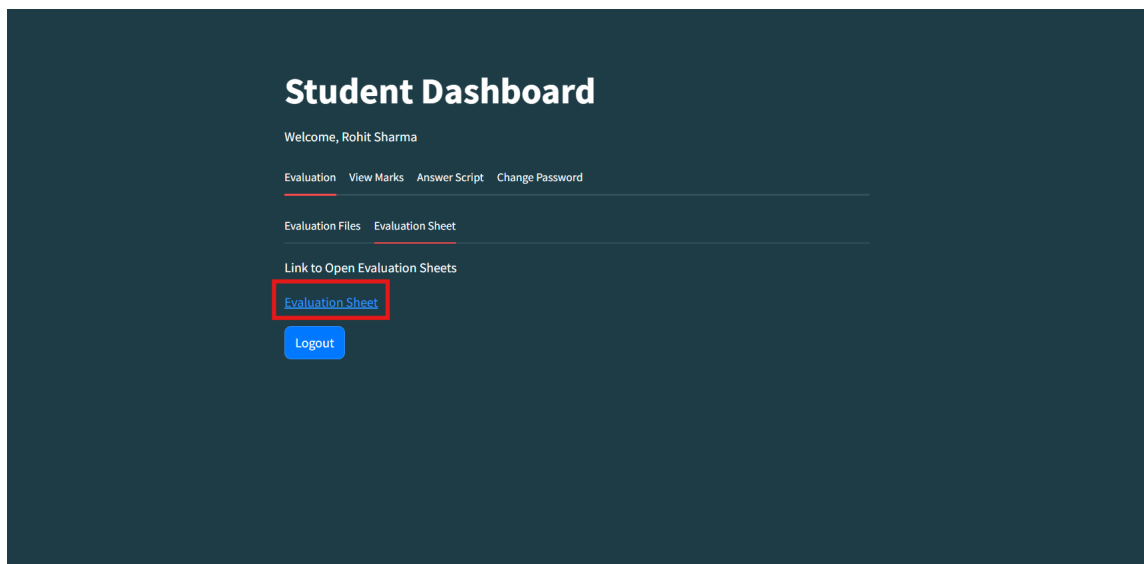 Student Dashboard
Welcome, Rohit Sharma
Evaluation View Marks Answer Script Change Password
Evaluation Files Evaluation Sheet
Link to Open Evaluation Sheets
Evaluation Sheet
Logout